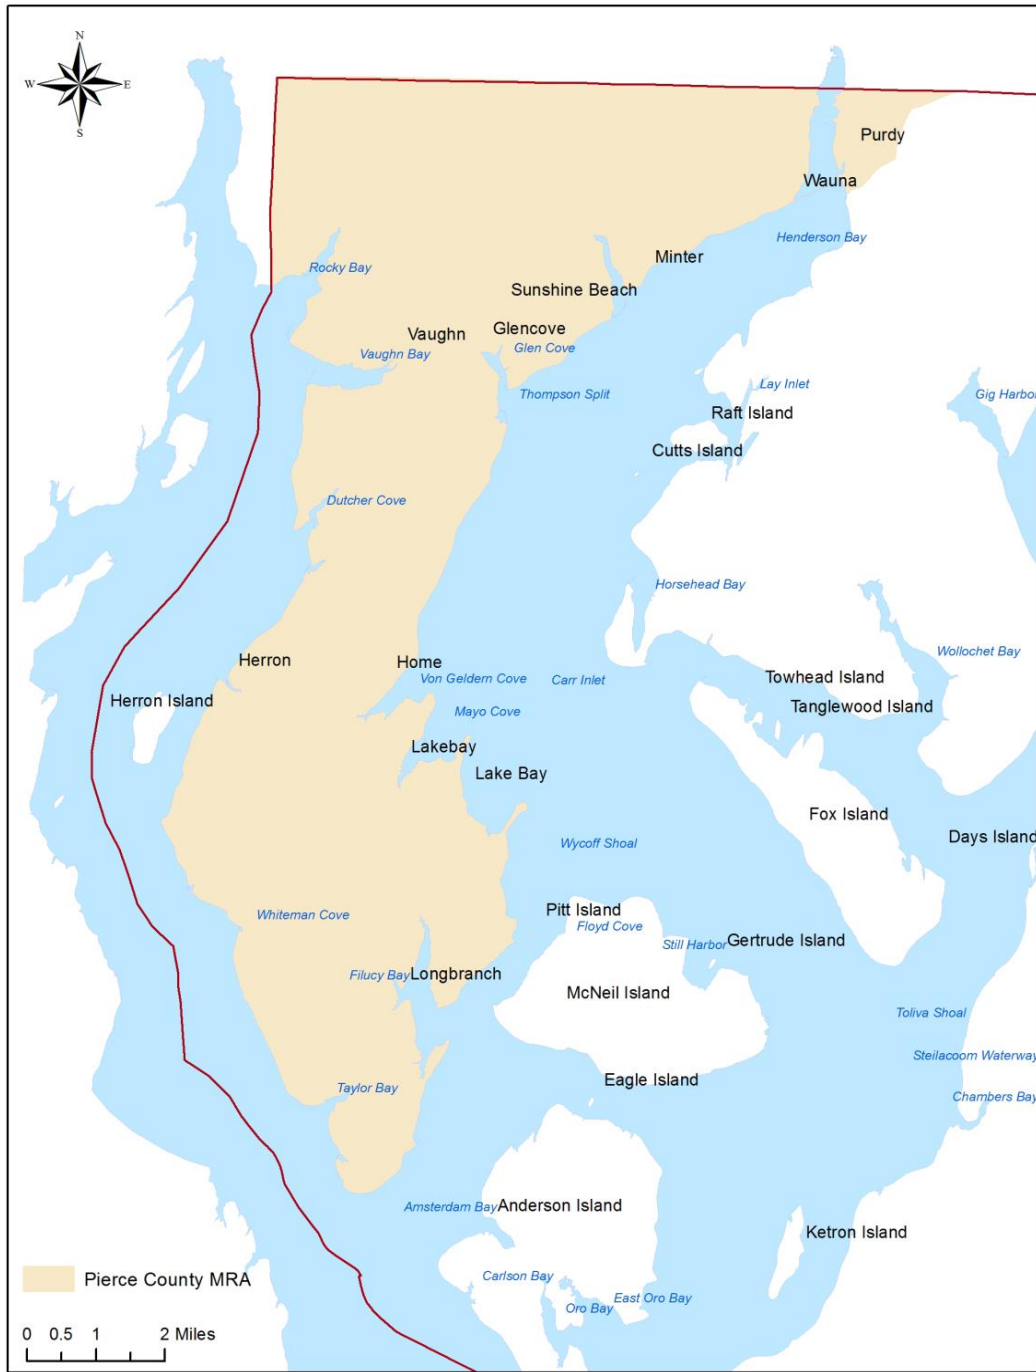 N
W E
S
Purdy
Wauna
Henderson Bay
Minter
Rocky Bay
Sunshine Beach
Glencove
Vaughn
Glen Cove
Vaughn Bay
Lay Inlet
Thompson Split
Gig Harbor
Raft Island
Cutts Island
Dutcher Cove
Horsehead Bay
Wollochet Bay
Herron
Home
Von Geldern Cove
Carr Inlet
Towhead Island
Herron Island
Tanglewood Island
Mayo Cove
Lakebay
Lake Bay
Fox Island
Days Island
Wycoff Shoal
Whiteman Cove
Pitt Island
Floyd Cove
Still Harbor
Gertrude Island
Filucy Bay
Longbranch
McNeil Island
Toliva Shoal
Steilacoom Waterway
Eagle Island
Taylor Bay
Chambers Bay
Amsterdam Bay
Anderson Island
Ketron Island
Carlson Bay
East Oro Bay
Oro Bay
Pierce County MRA
0 0.5 1 2 Miles